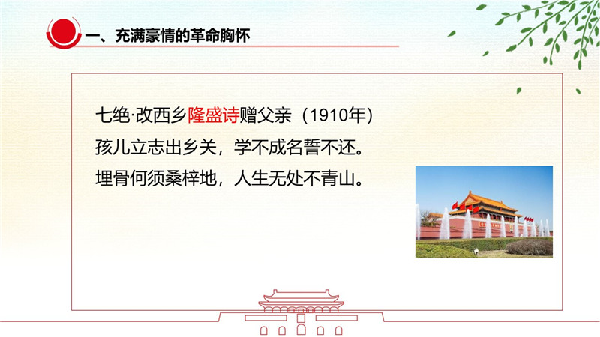 一、充满豪情的革命胸怀
七绝·改西乡隆盛诗赠父亲（1910年）
孩儿立志出乡关，学不成名誓不还。
埋骨何须桑梓地，人生无处不青山。